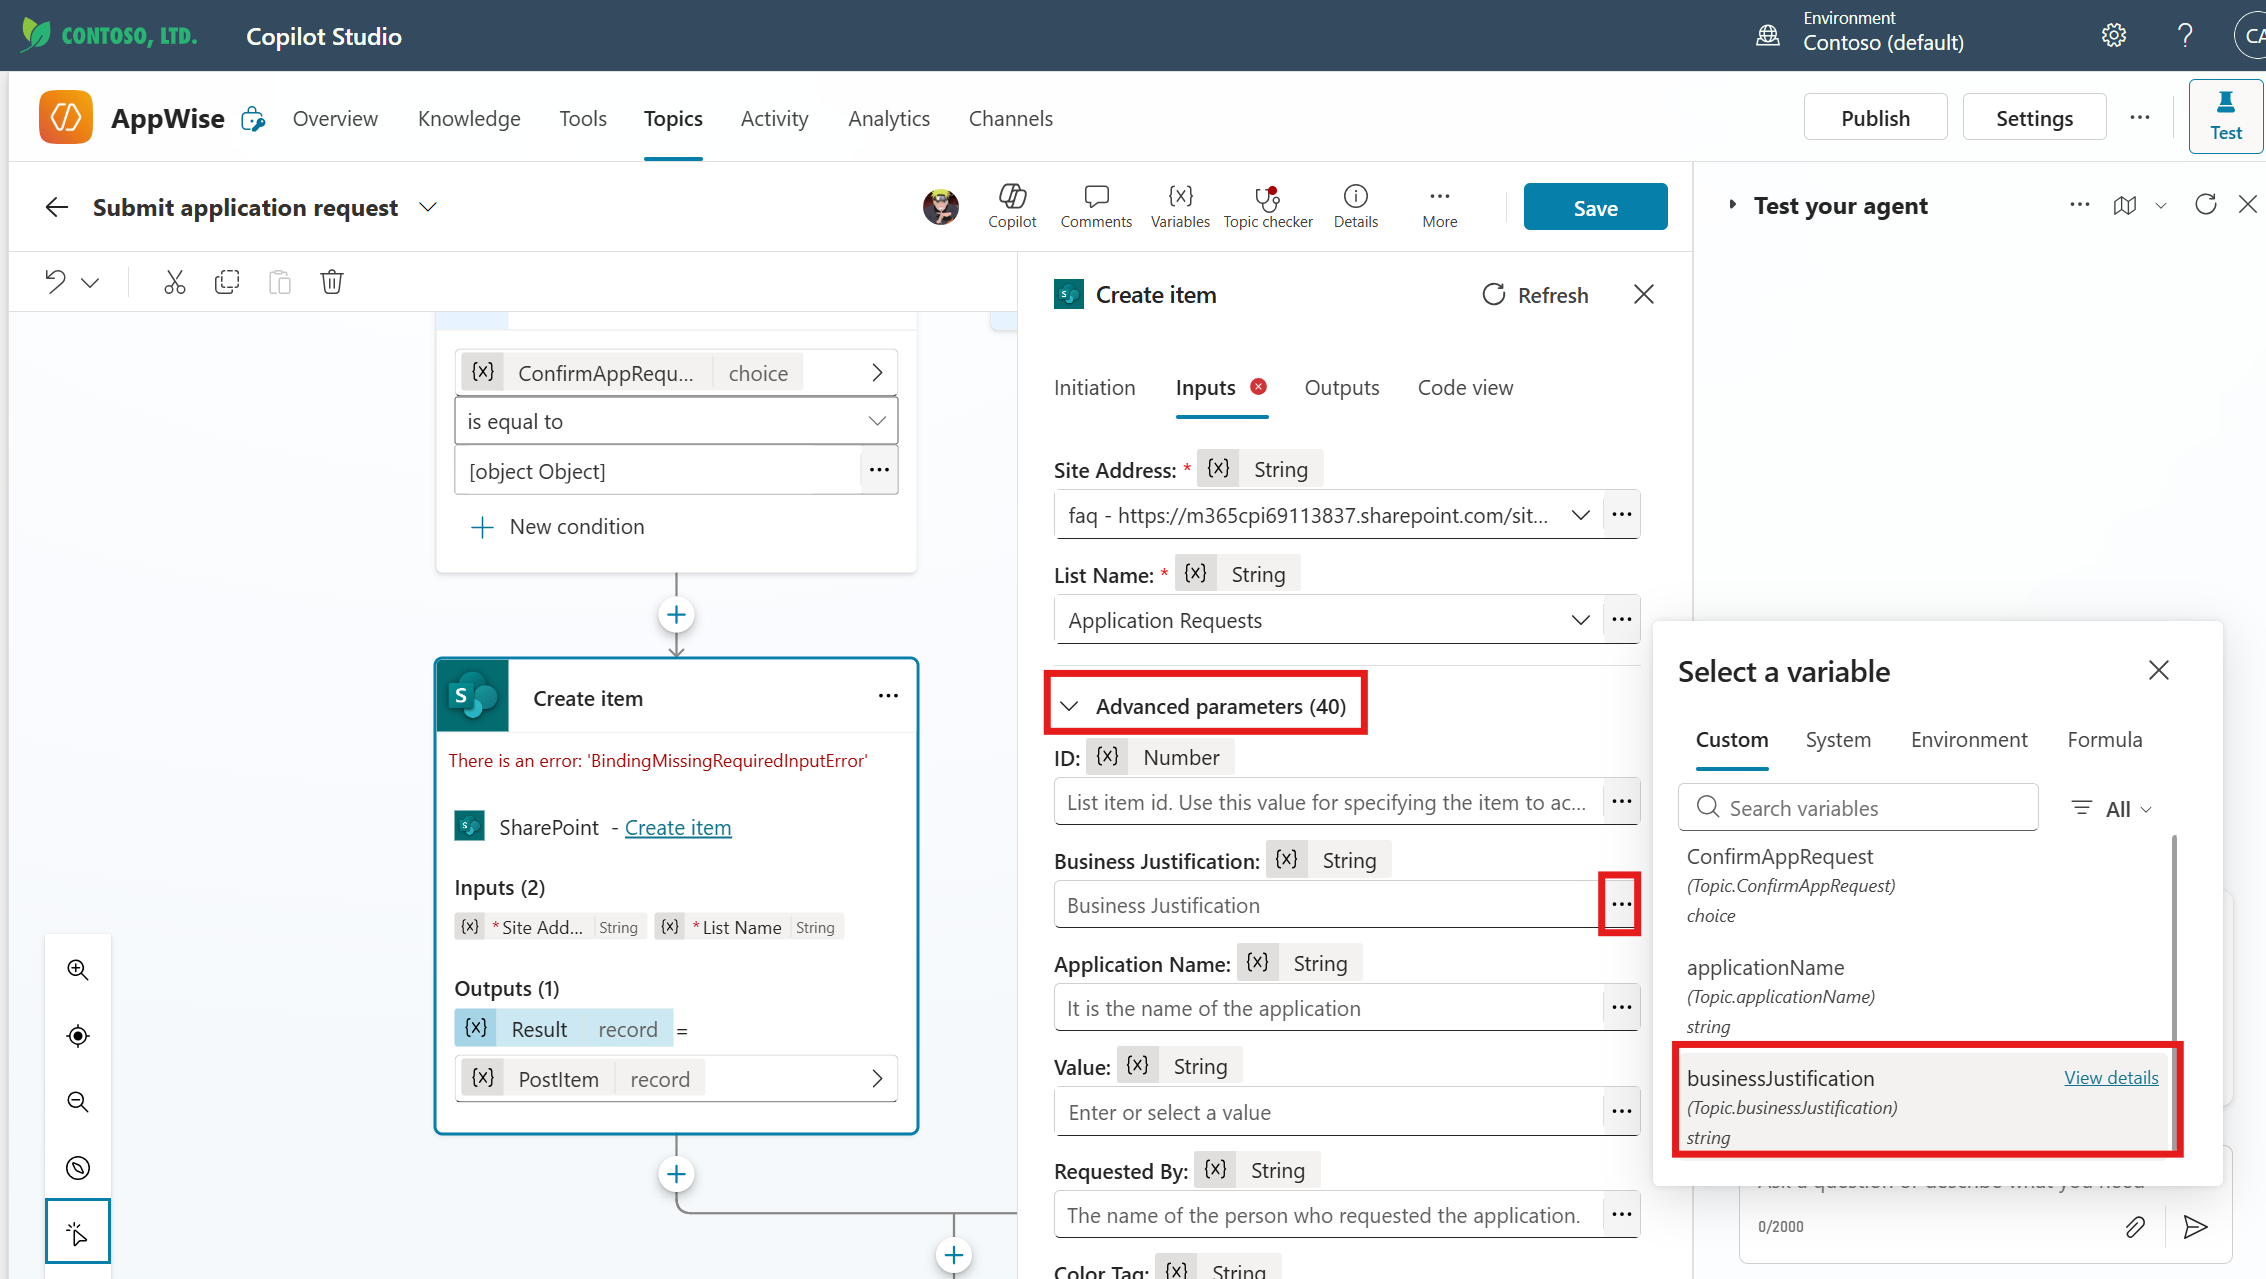 CONTOSO, LTD.
Copilot Studio
Environment
Contoso (default)
CA
AppWise
Overview
Knowledge
Tools
Topics
Activity
Analytics
Channels
Publish
Settings
Test
Submit application request
Copilot
Comments
Variables
Topic checker
Details
More
Save
Test your agent
{x} ConfirmAppRequ... choice
is equal to
[object Object]
New condition
Create item
There is an error: 'BindingMissingRequiredInputError'
SharePoint - Create item
Inputs (2)
{x} *Site Add... String {x} *List Name String
Outputs (1)
{x} Result record =
{x} PostItem record
Create item
Refresh
Initiation
Inputs
Outputs
Code view
Site Address: * {x} String
faq - https://m365cpi69113837.sharepoint.com/sit...
List Name: * {x} String
Application Requests
Advanced parameters (40)
ID: {x} Number
List item id. Use this value for specifying the item to ac...
Business Justification: {x} String
Business Justification
Application Name: {x} String
It is the name of the application
Value: {x} String
Enter or select a value
Requested By: {x} String
The name of the person who requested the application.
Color Tag: {x} String
Select a variable
Custom
System
Environment
Formula
Search variables
All
ConfirmAppRequest
(Topic.ConfirmAppRequest)
choice
applicationName
(Topic.applicationName)
string
businessJustification
View details
(Topic.businessJustification)
string
Ask a question or describe what you need
0/2000